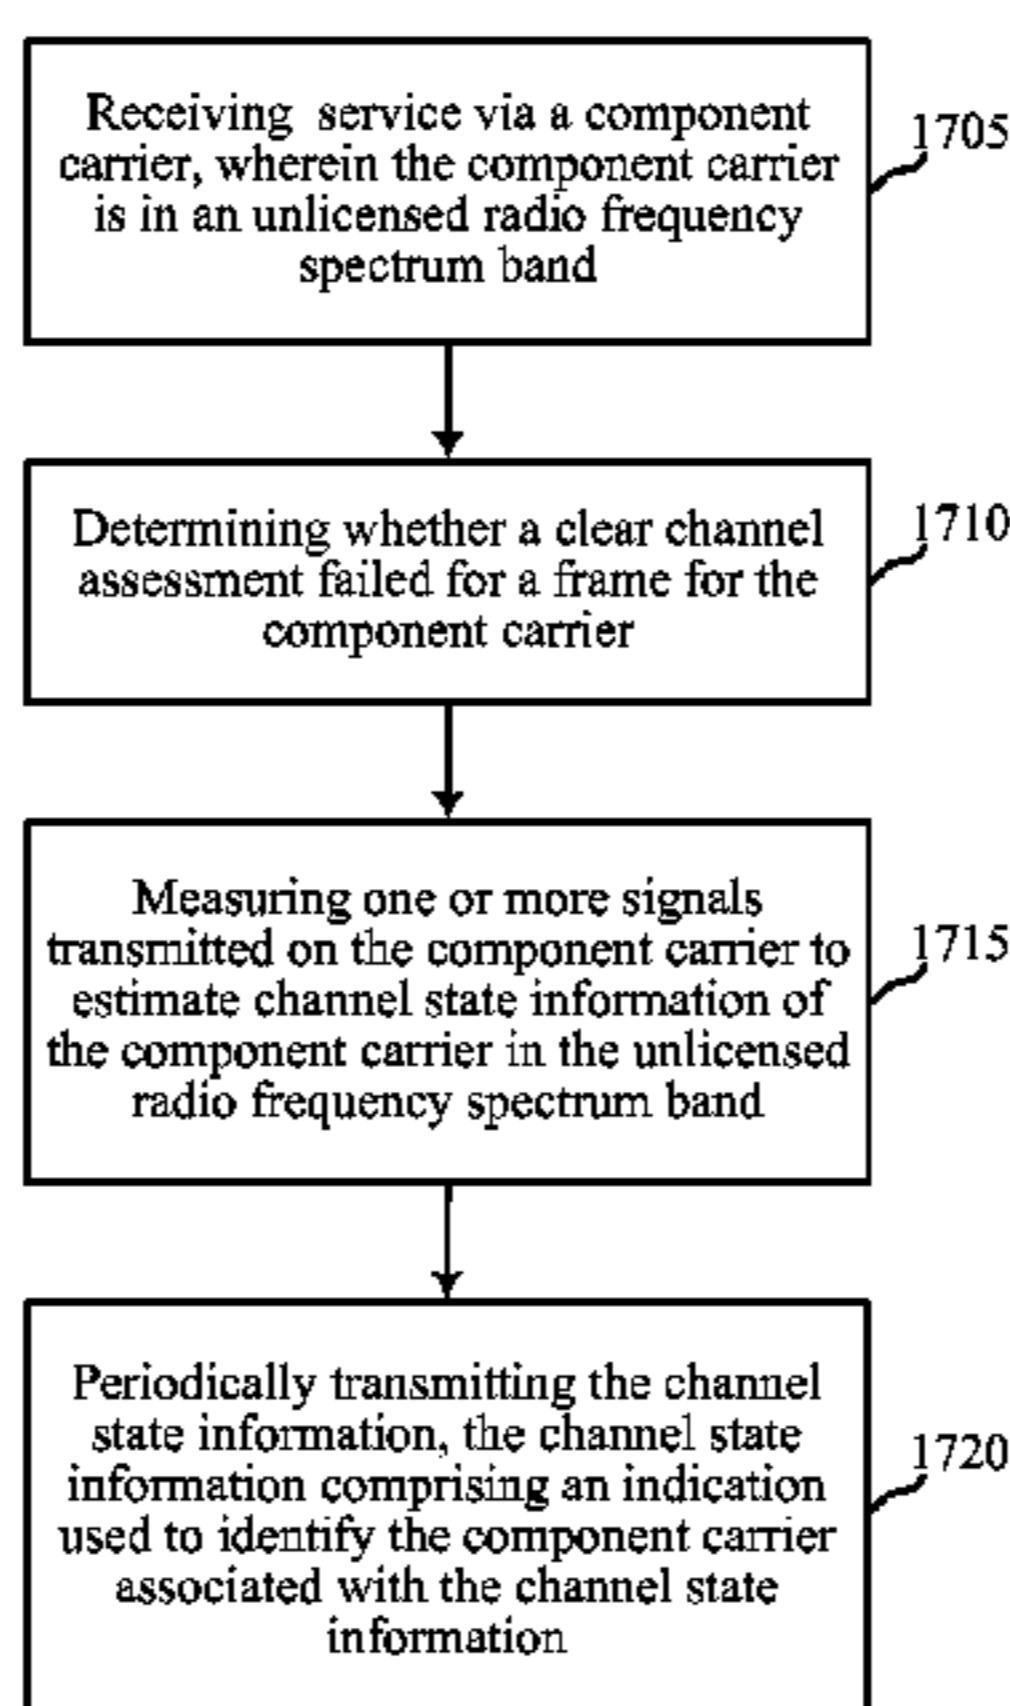 Receiving service via a component
carrier, wherein the component carrier
is in an unlicensed radio frequency
spectrum band
1705
Determining whether a clear channel
assessment failed for a frame for the
component carrier
1710
Measuring one or more signals
transmitted on the component carrier to
estimate channel state information of
the component carrier in the unlicensed
radio frequency spectrum band
1715
Periodically transmitting the channel
state information, the channel state
information comprising an indication
used to identify the component carrier
associated with the channel state
information
1720